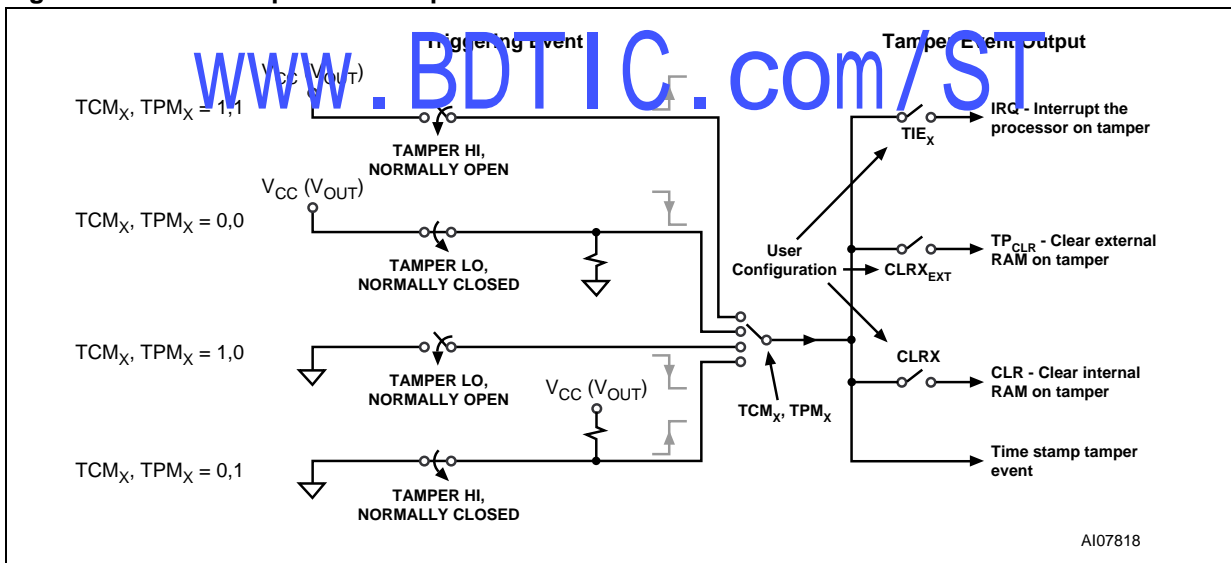 Triggering Event
Tamper Event Output
www.BDTIC.com/ST
VCC (VOUT)
TCMX, TPMX = 1,1
TAMPER HI,
NORMALLY OPEN
IRQ - Interrupt the
processor on tamper
TIEX
VCC (VOUT)
TCMX, TPMX = 0,0
TAMPER LO,
NORMALLY CLOSED
User
Configuration
TPCLR - Clear external
RAM on tamper
CLRXEXT
TCMX, TPMX = 1,0
TAMPER LO,
NORMALLY OPEN
VCC (VOUT)
TCMX, TPMX
CLRX
CLR - Clear internal
RAM on tamper
TCMX, TPMX = 0,1
TAMPER HI,
NORMALLY CLOSED
Time stamp tamper
event
AI07818